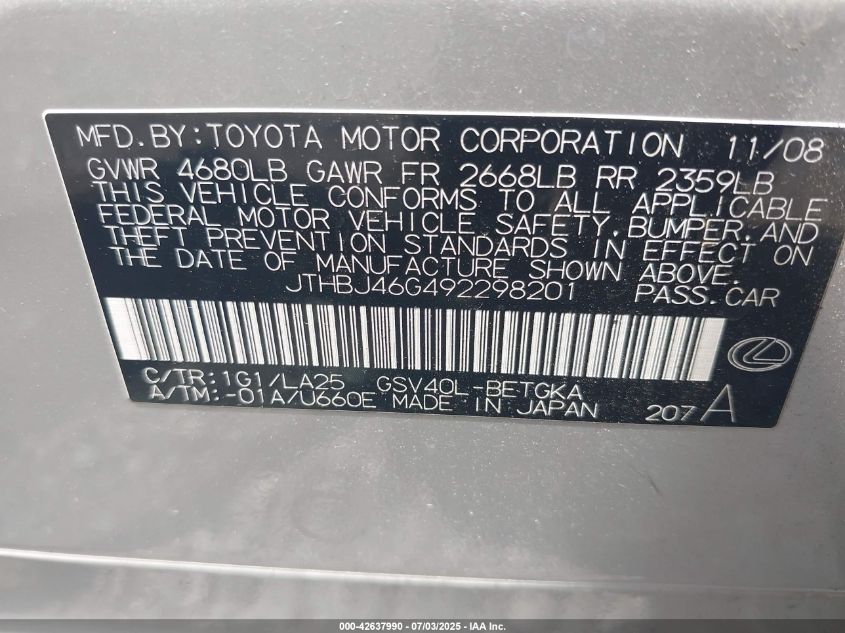 MFD.BY:TOYOTA MOTOR CORPORATION 11/08
GVWR 4680LB GAWR FR 2668LB RR 2359LB
THIS VEHICLE CONFORMS TO ALL APPLICABLE
FEDERAL MOTOR VEHICLE SAFETY,BUMPER,AND
THEFT PREVENTION STANDARDS IN EFFECT ON
THE DATE OF MANUFACTURE SHOWN ABOVE.
JTHBJ46G492298201 PASS.CAR
C/TR:1G1/LA25 GSV40L-BETGKA
A/TM:-01A/U660E MADE IN JAPAN 207A
000-42637990 - 07/03/2025 - IAA Inc.